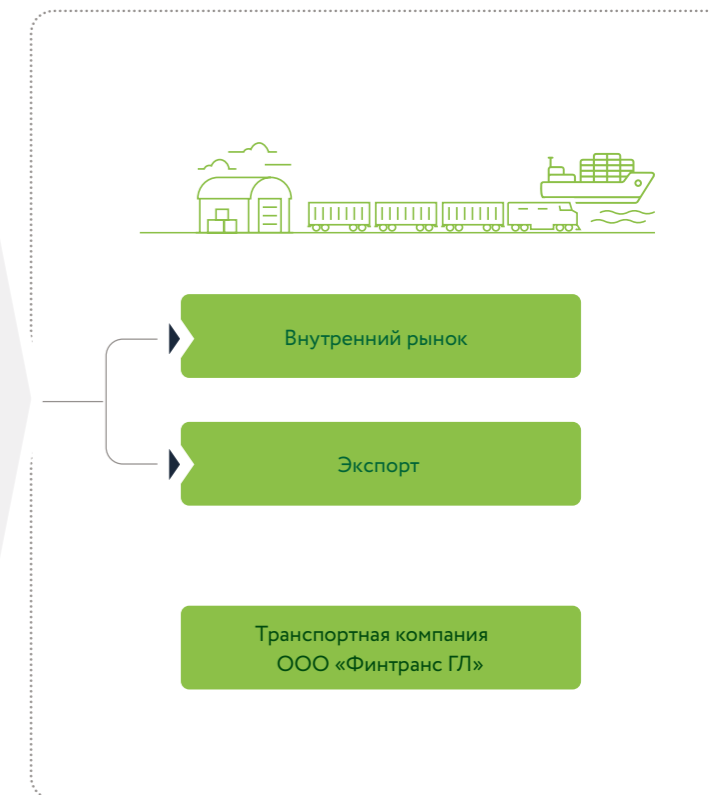 Внутренний рынок
Экспорт
Транспортная компания
ООО «Финтранс ГЛ»